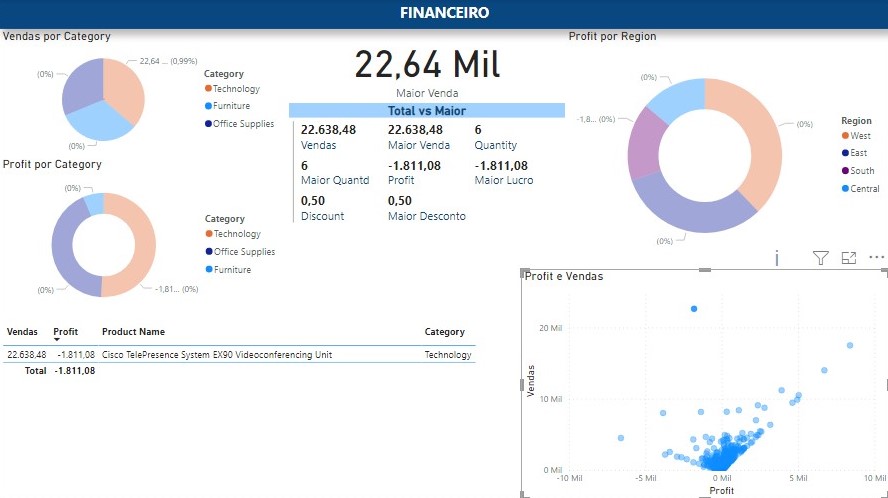 FINANCEIRO
Vendas por Category
22,64 ... (0,99%)
(0%)
(0%)
Category
Technology
Furniture
Office Supplies
Profit por Category
(0%)
(0%)
-1,81... (0%)
Category
Technology
Office Supplies
Furniture
22,64 Mil
Maior Venda
Total vs Maior
22.638,48 22.638,48 6
Vendas Maior Venda Quantity
6 -1.811,08 -1.811,08
Maior Quantd Profit Maior Lucro
0,50 0,50
Discount Maior Desconto
Profit por Region
(0%)
-1,8... (0%)
(0%)
(0%)
Region
West
East
South
Central
Vendas Profit Product Name Category
22.638,48 -1.811,08 Cisco TelePresence System EX90 Videoconferencing Unit Technology
Total -1.811,08
Profit e Vendas
Vendas
20 Mil
10 Mil
0 Mil
-10 Mil -5 Mil 0 Mil 5 Mil 10 Mil
Profit